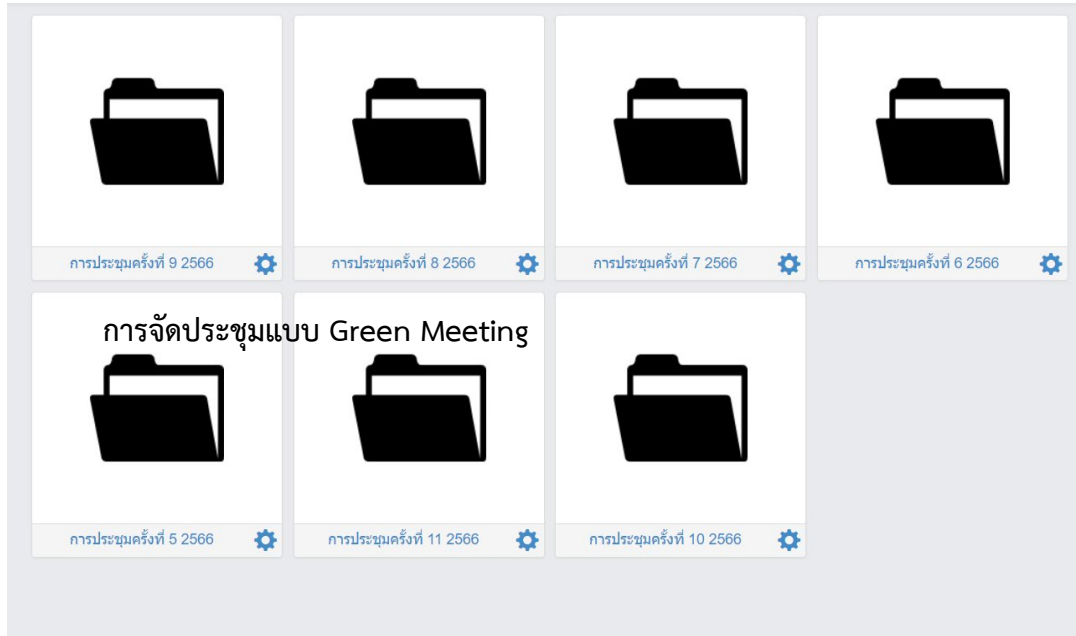 การประชุมครั้งที่ 9 2566
การประชุมครั้งที่ 8 2566
การประชุมครั้งที่ 7 2566
การประชุมครั้งที่ 6 2566
การจัดประชุมแบบ Green Meeting
การประชุมครั้งที่ 5 2566
การประชุมครั้งที่ 11 2566
การประชุมครั้งที่ 10 2566